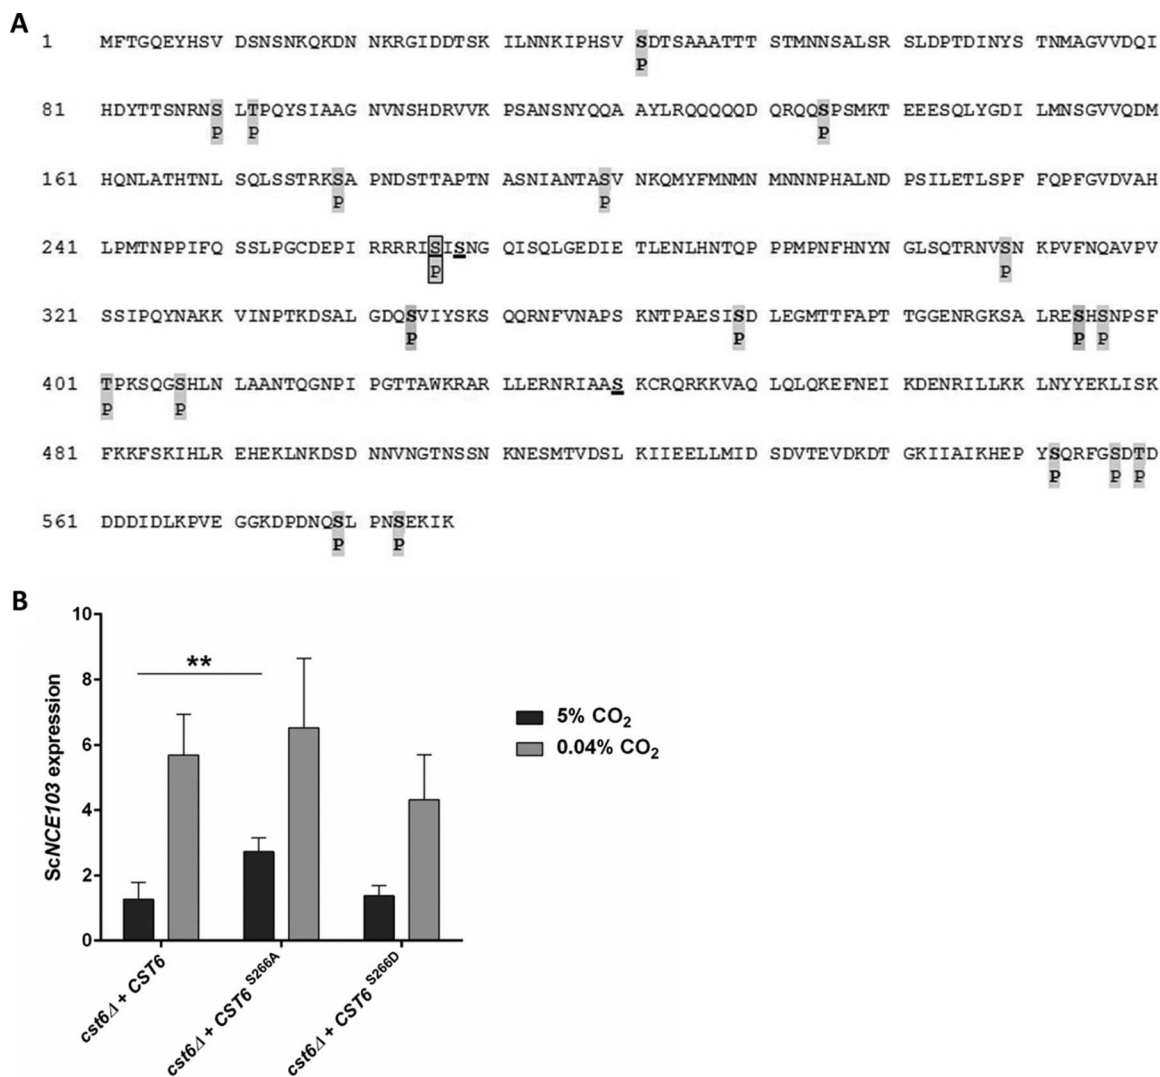 A
1 MFTGQEYHSV DSNSNKQKDN NKRGIDDTSK ILNNKIPHSV SDTSAAATTT STMNNSALSR SLDPTDINYS TNMAGVVDQI
P
81 HDYTTSNRNS LTPQYSIAAG NVNSHDRVVK PSANSNYQQA AYLRQQQQQD QRQQSPSMKT EEESQLYGDI LMNSGVVQDM
P P P
161 HQNLATHTNL SQLSSTRKSA PNDSTTAPTN ASNIANTASV NKQMYFMNMN MNNNPHALND PSILETLSPF FQPFGVDVAH
P P
241 LPMTNPPIFQ SSLPGCDEPI RRRRISISNG QISQLGEDIE TLENLHNTQP PPMPNFHNYN GLSQTRNVSN KPVFNQAVPV
P P
321 SSIPQYNAKK VINPTKDSAL GDQSVIYSKS QQRNFVNAPS KNTPAESISD LEGMTTFAPT TGGENRGKSA LRESHSNPSF
P P P P
401 TPKSQGSHLN LAANTQGNPI PGTTAWKRAR LLERNRIAAS KCRQRKKVAQ LQLQKEFNEI KDENRILLKK LNYYEKLISK
P P
481 FKKFSKIHLR EHEKLNKDSD NNVNGTNSSN KNESMTVDSL KIIEELLMID SDVTEVDKDT GKIIAIKHEP YSQRFGSDTD
P P P
561 DDDIDLKPVE GGKDPDNQSL PNSEKIK
P P
B
10
8
6
4
2
0
ScNCE103 expression
**
5% CO2
0.04% CO2
cst6Δ + CST6
cst6Δ + CST6 S266A
cst6Δ + CST6 S266D